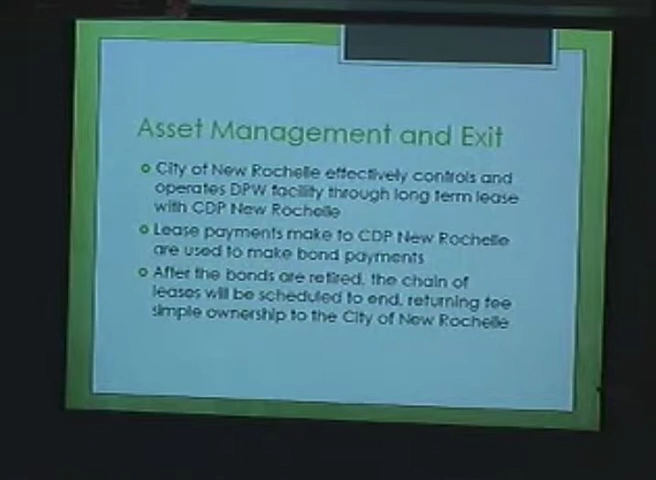 Asset Management and Exit
City of New Rochelle effectively controls and
operates DPW facility through long term lease
with CDP New Rochelle
Lease payments make to CDP New Rochelle
are used to make bond payments
After the bonds are retired, the chain of
leases will be scheduled to end, returning fee
simple ownership to the City of New Rochelle